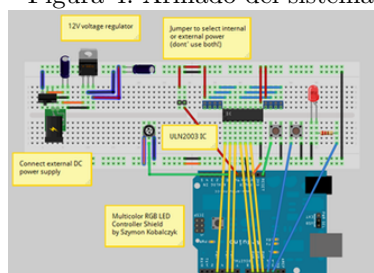 Figura 4: Armado del sistema
12V voltage regulator
Jumper to select internal
or external power
(dont' use both!)
ULN2003 IC
Connect external DC
power supply
Multicolor RGB LED
Controller Shield
by Szymon Kobalczyk